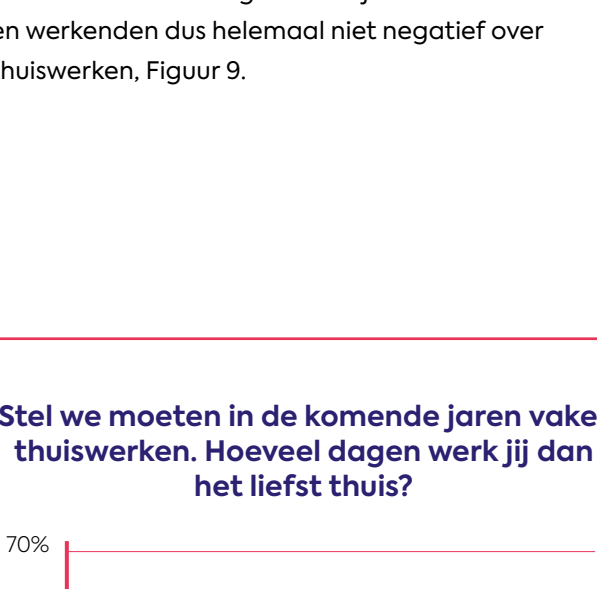 en werkenden dus helemaal niet negatief over
huiswerken, Figuur 9.
Stel we moeten in de komende jaren vake
thuiswerken. Hoeveel dagen werk jij dan
het liefst thuis?
70%